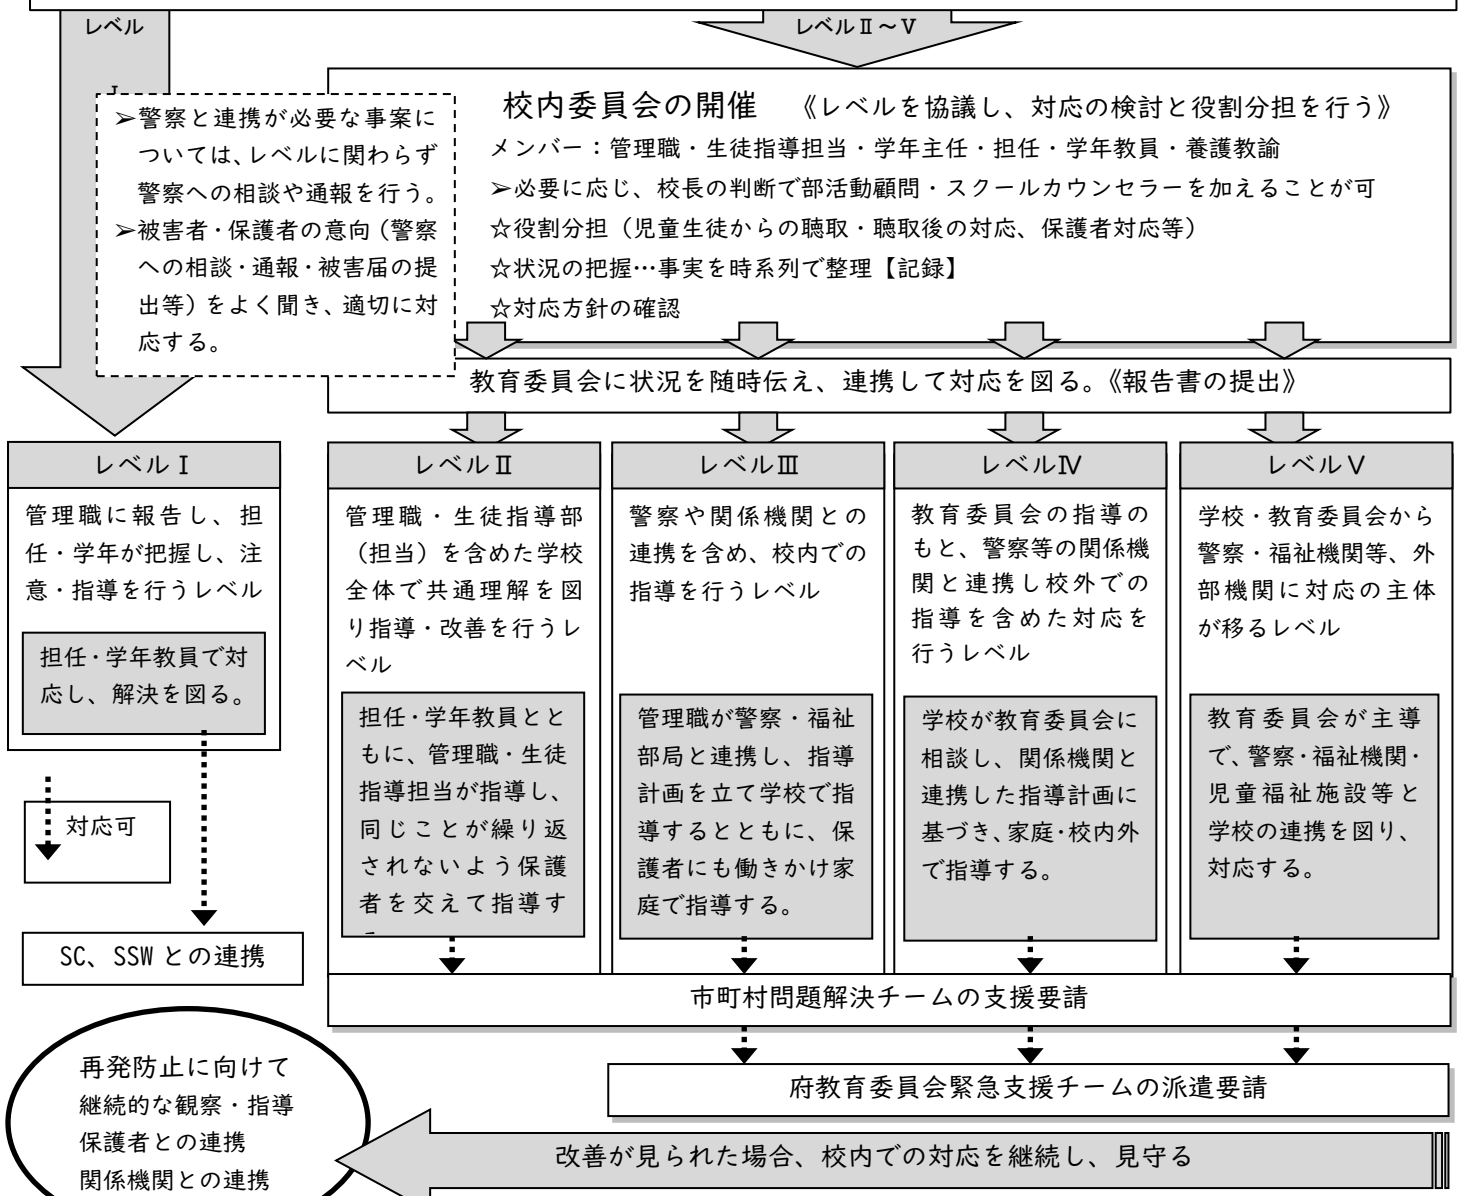 レベル
Ⅰ
レベルⅡ～Ⅴ
➢警察と連携が必要な事案に
ついては、レベルに関わらず
警察への相談や通報を行う。
➢被害者・保護者の意向（警察
への相談・通報・被害届の提
出等）をよく聞き、適切に対
応する。
校内委員会の開催　《レベルを協議し、対応の検討と役割分担を行う》
メンバー：管理職・生徒指導担当・学年主任・担任・学年教員・養護教諭
➢必要に応じ、校長の判断で部活動顧問・スクールカウンセラーを加えることが可
☆役割分担（児童生徒からの聴取・聴取後の対応、保護者対応等）
☆状況の把握…事実を時系列で整理【記録】
☆対応方針の確認
教育委員会に状況を随時伝え、連携して対応を図る。《報告書の提出》
レベルⅠ
管理職に報告し、担
任・学年が把握し、注
意・指導を行うレベル
担任・学年教員で対
応し、解決を図る。
対応可
SC、SSWとの連携
レベルⅡ
管理職・生徒指導部
（担当）を含めた学校
全体で共通理解を図
り指導・改善を行うレ
ベル
担任・学年教員とと
もに、管理職・生徒
指導担当が指導し、
同じことが繰り返
されないよう保護
者を交えて指導す
レベルⅢ
警察や関係機関との
連携を含め、校内での
指導を行うレベル
管理職が警察・福祉
部局と連携し、指導
計画を立て学校で指
導するとともに、保
護者にも働きかけ家
庭で指導する。
レベルⅣ
教育委員会の指導の
もと、警察等の関係機
関と連携し校外での
指導を含めた対応を
行うレベル
学校が教育委員会に
相談し、関係機関と
連携した指導計画に
基づき、家庭・校内外
で指導する。
レベルⅤ
学校・教育委員会から
警察・福祉機関等、外
部機関に対応の主体
が移るレベル
教育委員会が主導
で、警察・福祉機関・
児童福祉施設等と
学校の連携を図り、
対応する。
市町村問題解決チームの支援要請
府教育委員会緊急支援チームの派遣要請
改善が見られた場合、校内での対応を継続し、見守る
再発防止に向けて
継続的な観察・指導
保護者との連携
関係機関との連携